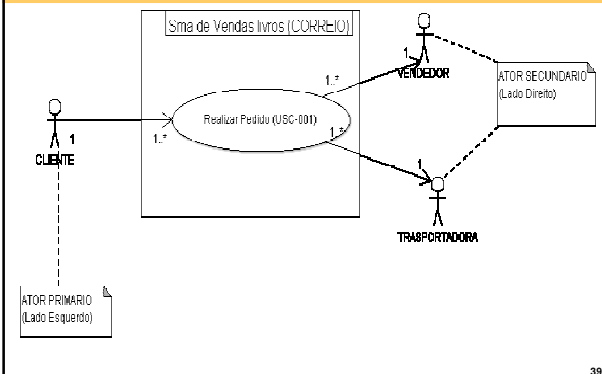 Sma de Vendas livros (CORREIO)
1
1..*
VENDEDOR
ATOR SECUNDARIO
(Lado Direito)
Realizar Pedido (USC-001)
1
1..*
1..*
1
CLIENTE
TRASPORTADORA
ATOR PRIMARIO
(Lado Esquerdo)
39